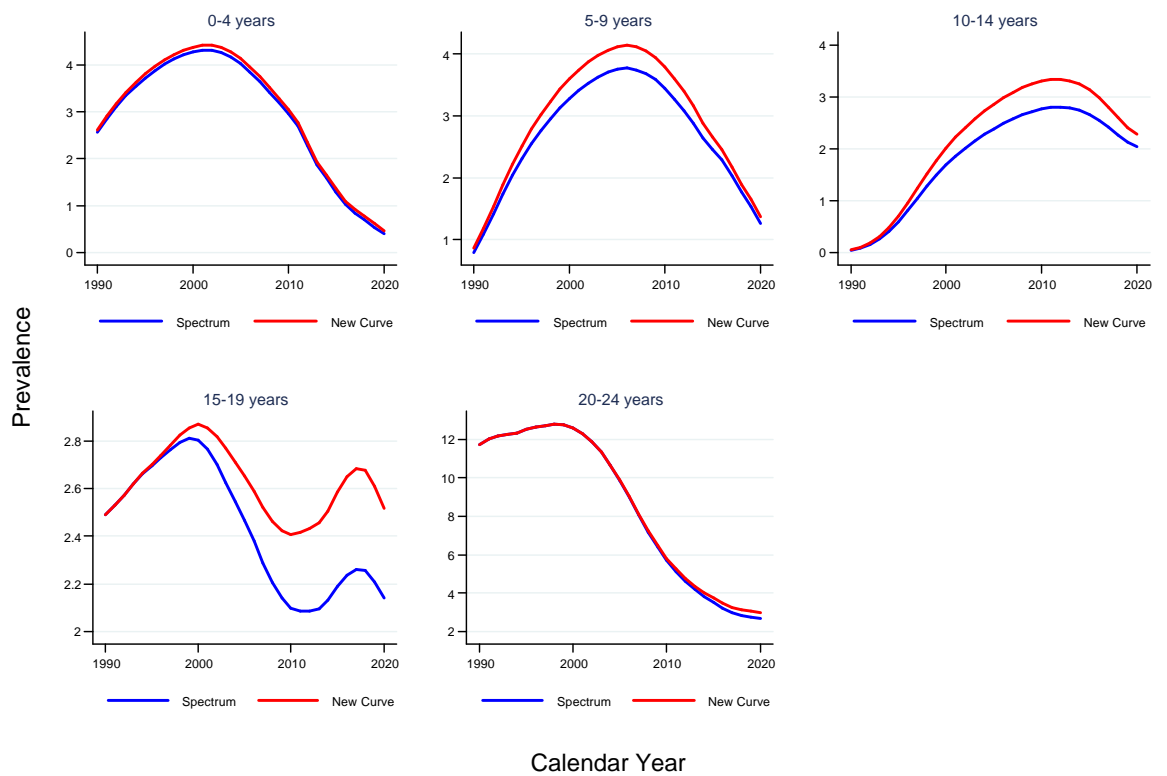 0-4 years
4
3
2
1
0
1990 2000 2010 2020
Spectrum New Curve
5-9 years
4
3
2
1
1990 2000 2010 2020
Spectrum New Curve
10-14 years
4
3
2
1
0
1990 2000 2010 2020
Spectrum New Curve
Prevalence
15-19 years
2.8
2.6
2.4
2.2
2
1990 2000 2010 2020
Spectrum New Curve
20-24 years
12
10
8
6
4
2
1990 2000 2010 2020
Spectrum New Curve
Calendar Year